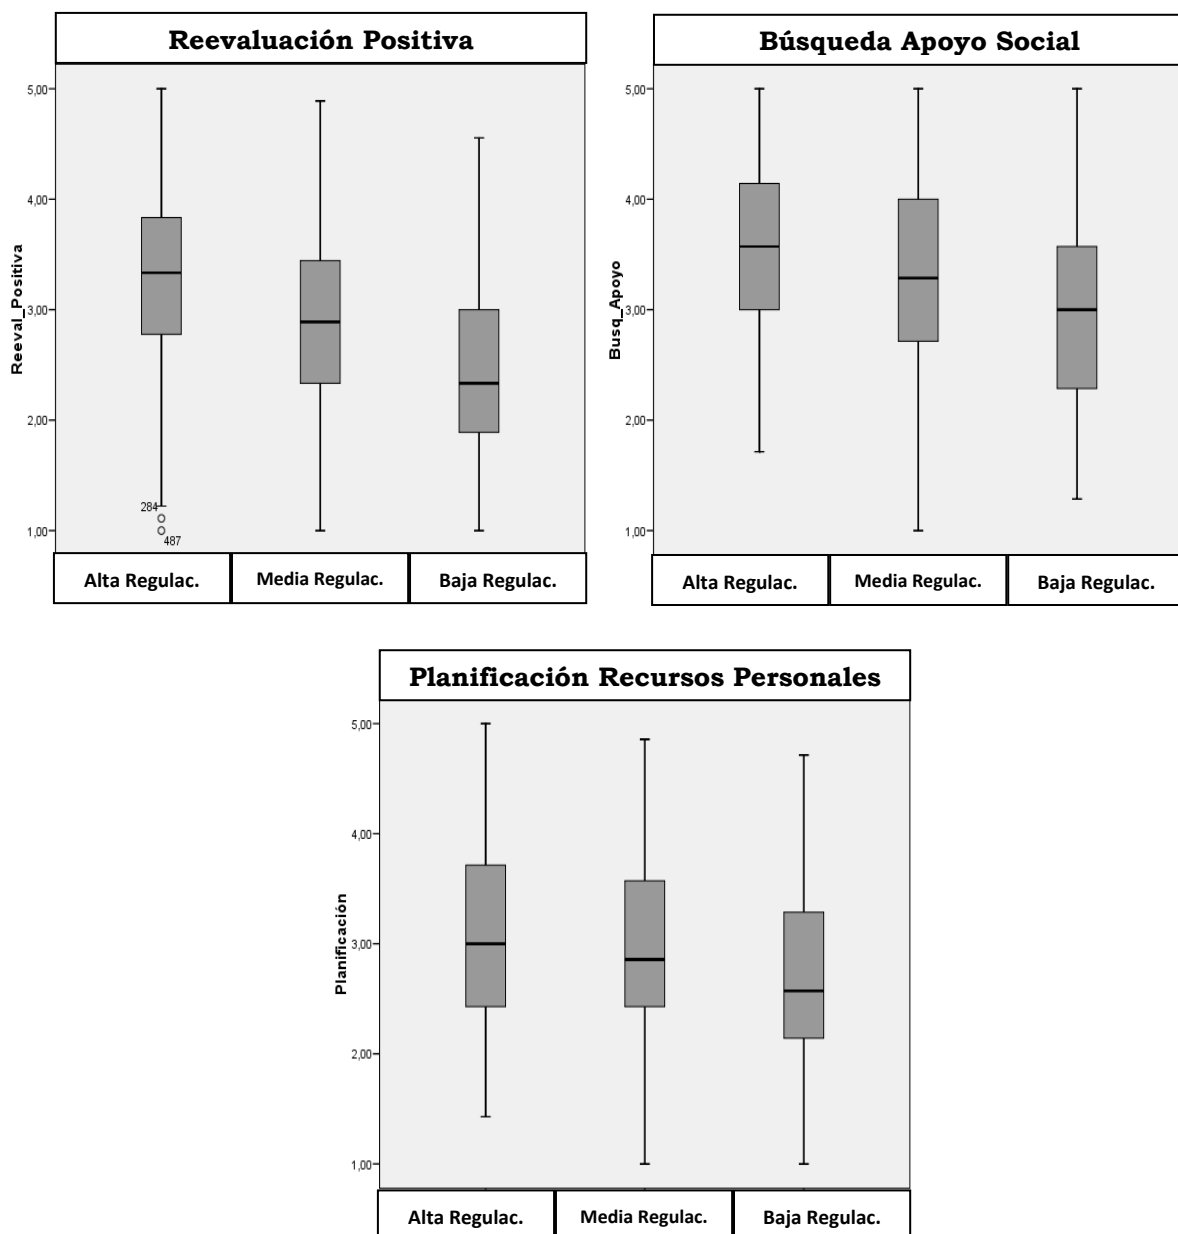 Reevaluación Positiva
5,00
4,00
3,00
2,00
1,00
Reeval_Positiva
284
487
Alta Regulac.
Media Regulac.
Baja Regulac.
Búsqueda Apoyo Social
5,00
4,00
3,00
2,00
1,00
Busq_Apoyo
Alta Regulac.
Media Regulac.
Baja Regulac.
Planificación Recursos Personales
5,00
4,00
3,00
2,00
1,00
Planificación
Alta Regulac.
Media Regulac.
Baja Regulac.